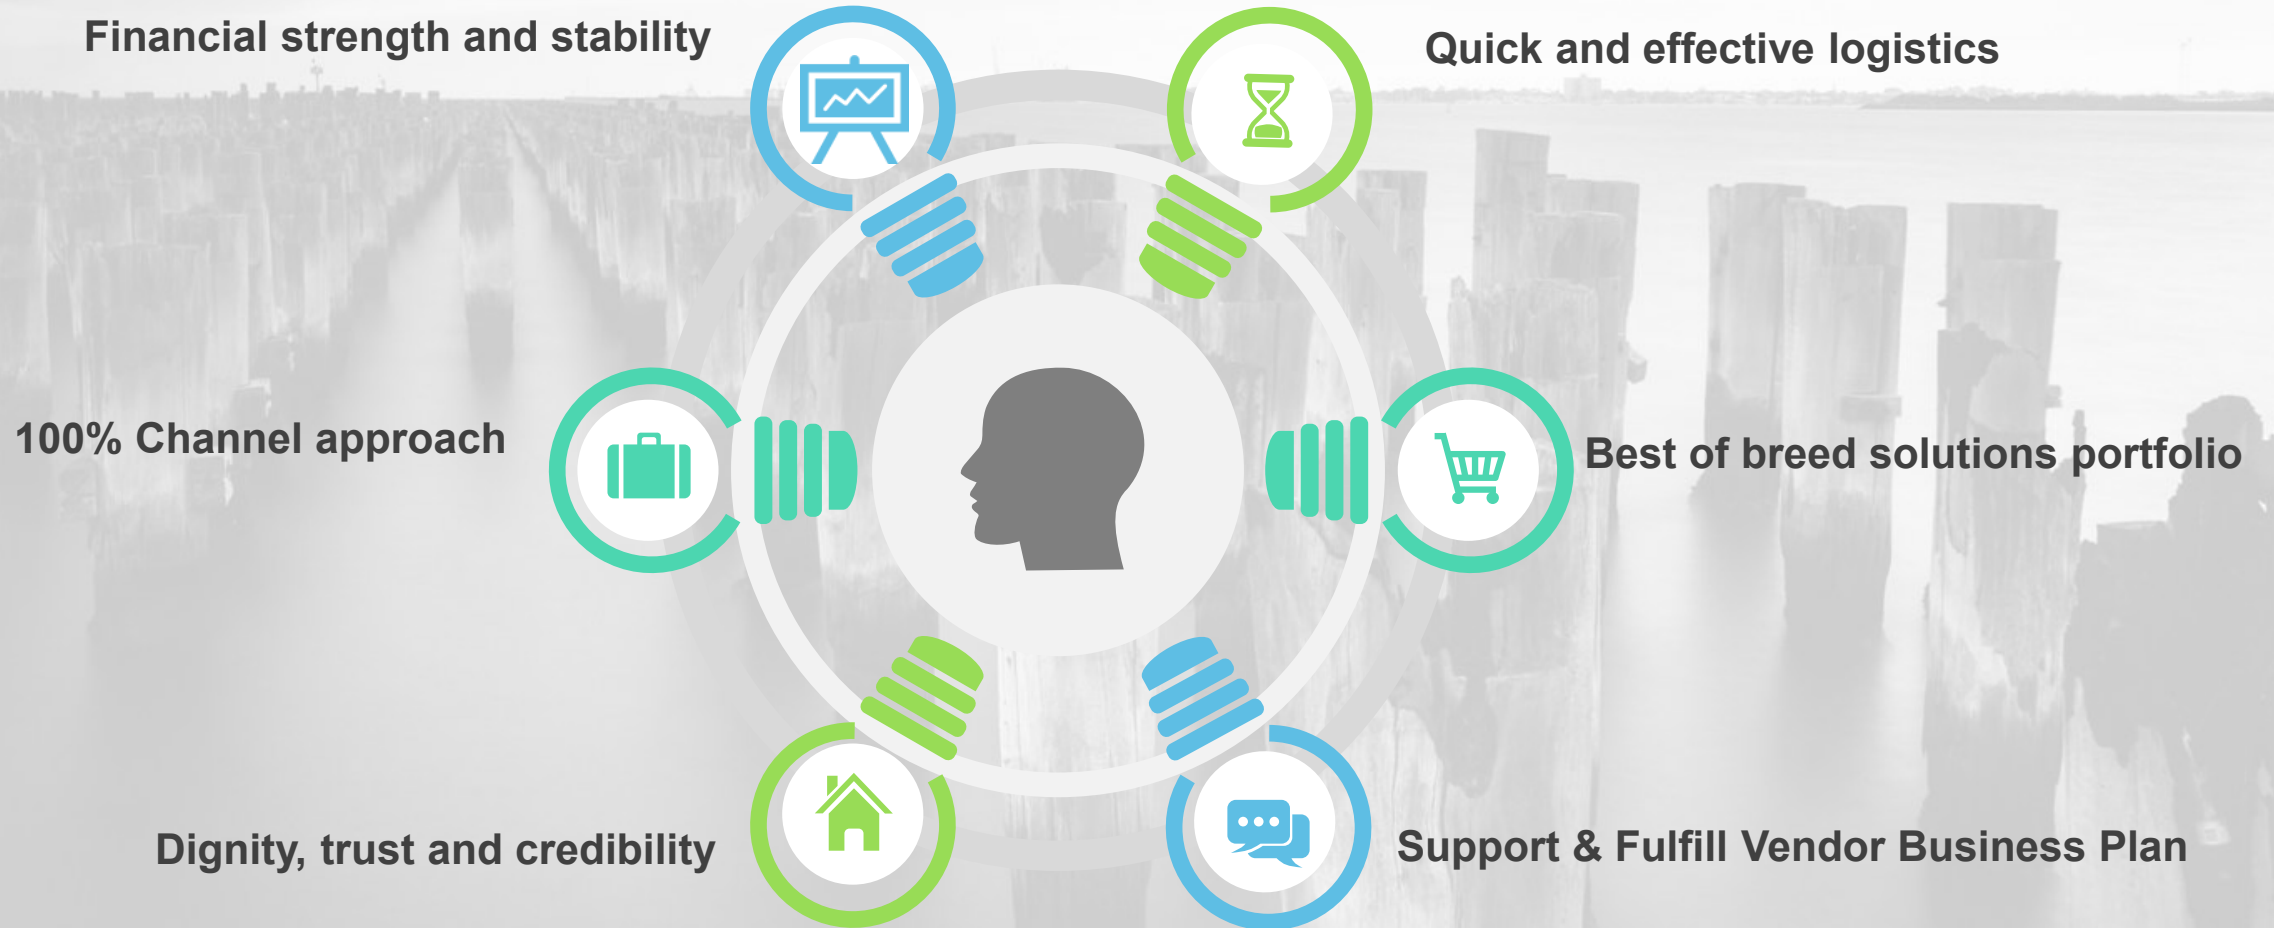 Financial strength and stability
Quick and effective logistics
100% Channel approach
Best of breed solutions portfolio
Dignity, trust and credibility
Support & Fulfill Vendor Business Plan